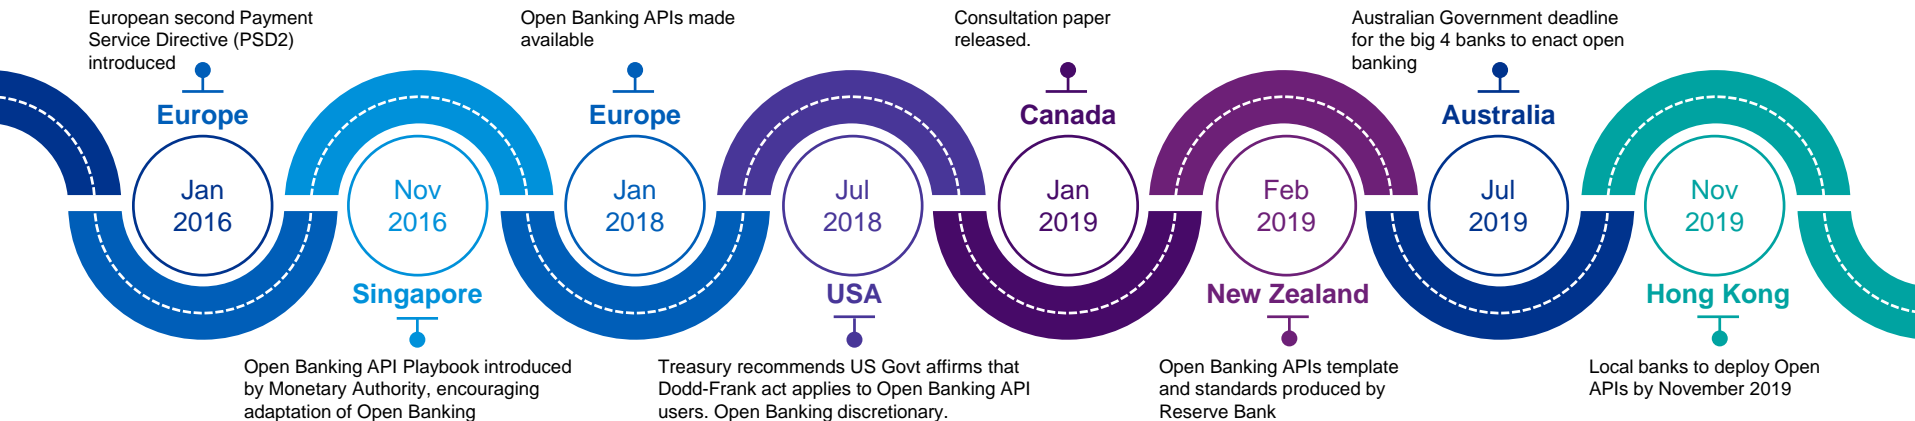 European second Payment
Service Directive (PSD2)
introduced
Europe
Jan
2016
Nov
2016
Singapore
Open Banking API Playbook introduced
by Monetary Authority, encouraging
adaptation of Open Banking
Open Banking APIs made
available
Europe
Jan
2018
Jul
2018
USA
Treasury recommends US Govt affirms that
Dodd-Frank act applies to Open Banking API
users. Open Banking discretionary.
Consultation paper
released.
Canada
Jan
2019
Feb
2019
New Zealand
Open Banking APIs template
and standards produced by
Reserve Bank
Australian Government deadline
for the big 4 banks to enact open
banking
Australia
Jul
2019
Nov
2019
Hong Kong
Local banks to deploy Open
APIs by November 2019